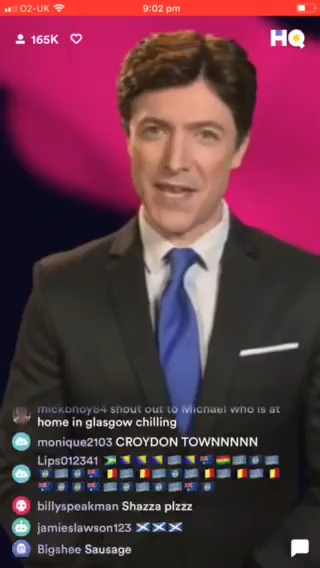 O2-UK 9:02 pm
165K
HQ
mickbhoy84 shout out to Michael who is at
home in glasgow chilling
monique2103 CROYDON TOWNNNNN
Lips012341
billyspeakman Shazza plzzz
jamieslawson123
Bigshee Sausage